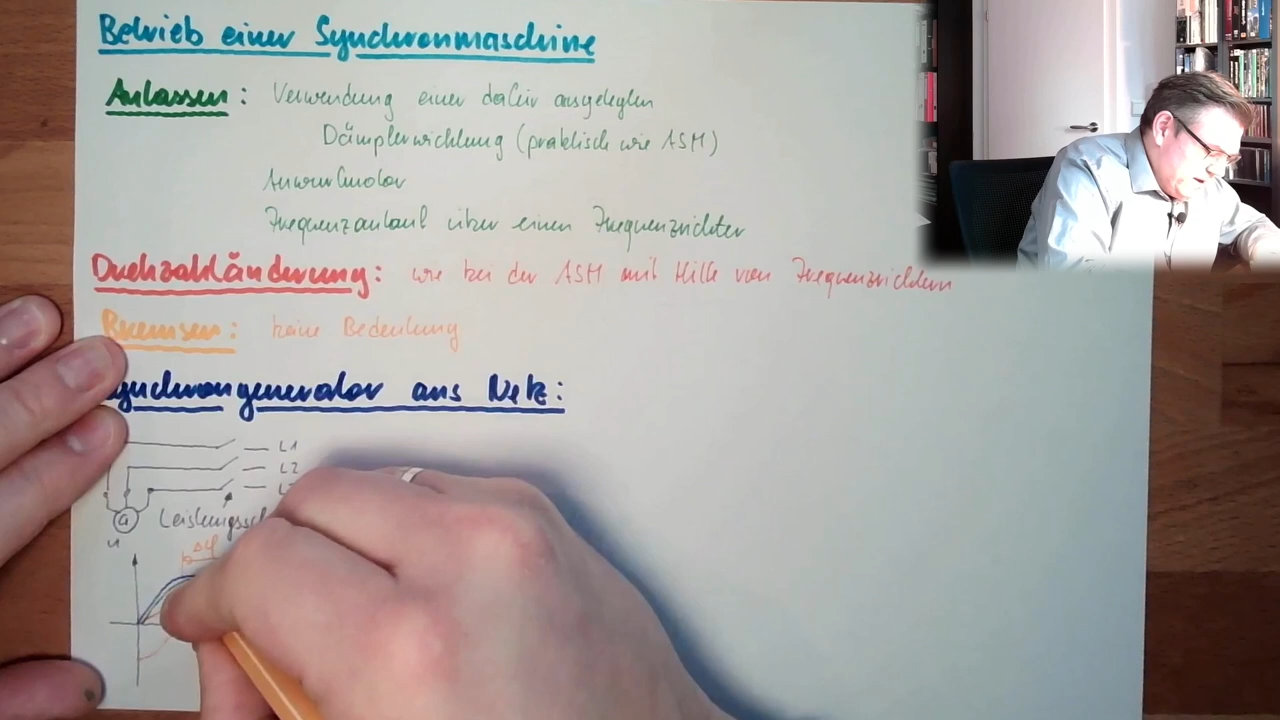 Betrieb einer Synchronmaschine
Anlassen: Verwendung einer dafür ausgelegten
Dämpferwicklung (praktisch wie ASM)
Anwurfmotor
Frequenzanlauf über einen Frequenzrichter
Drehzahländerung: wie bei der ASM mit Hilfe von Frequenzrichtern
Bremsen: keine Bedeutung
Synchrongenerator ans Netz:
L1
L2
G
u
Δφ